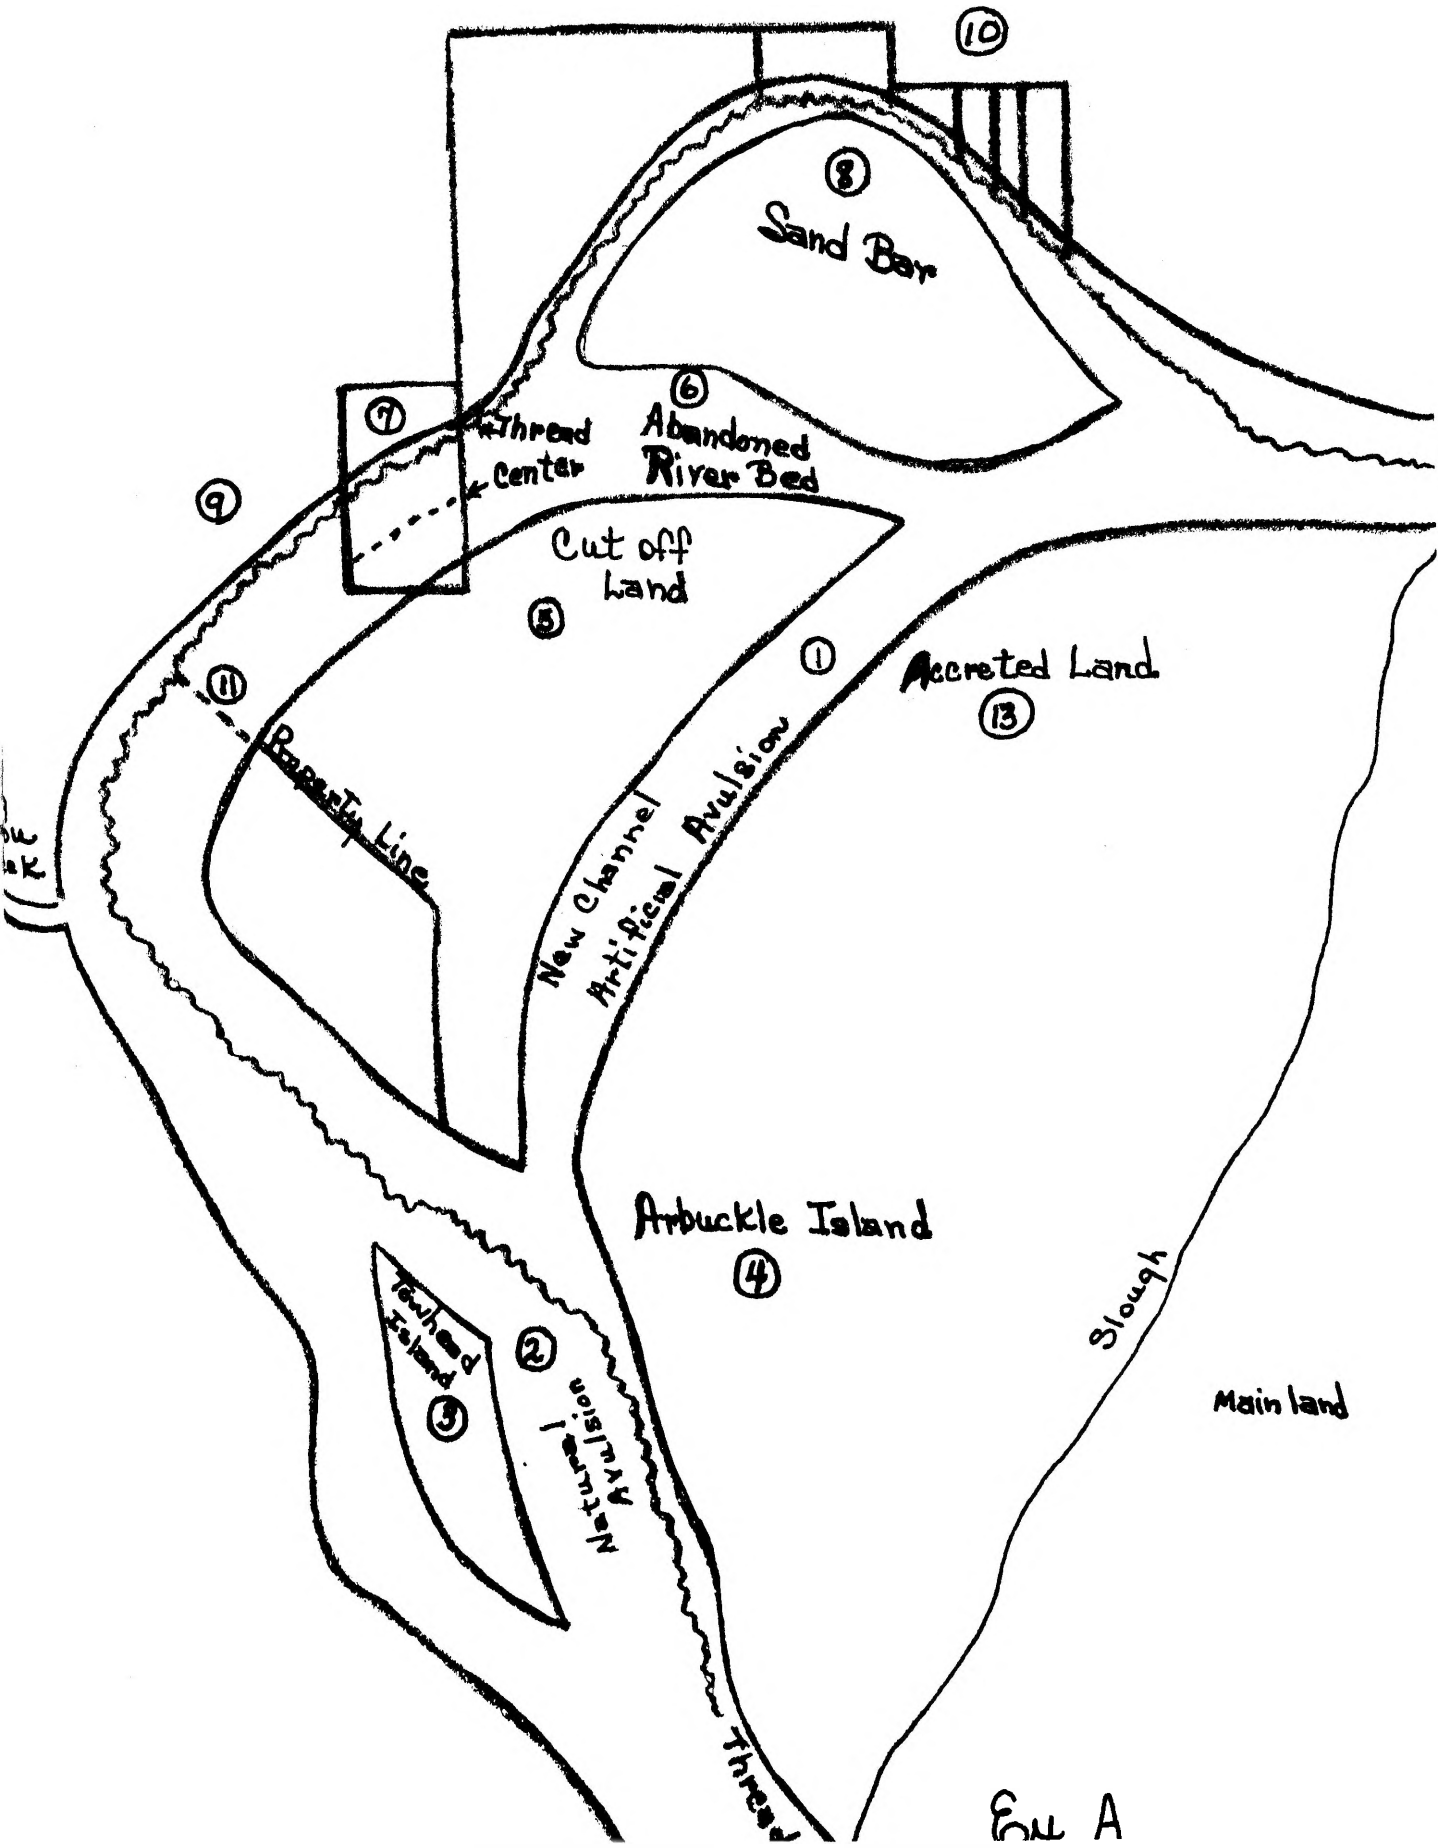 10
8
Sand Bar
7
6
Thread
Center
Abandoned
River Bed
9
Cut off
Land
5
1
Accreted Land
13
11
Property Line
New Channel
Artificial Avulsion
Arbuckle Island
4
Towhead
Island
3
2
Natural
Avulsion
Slough
Mainland
Thread
Ex A